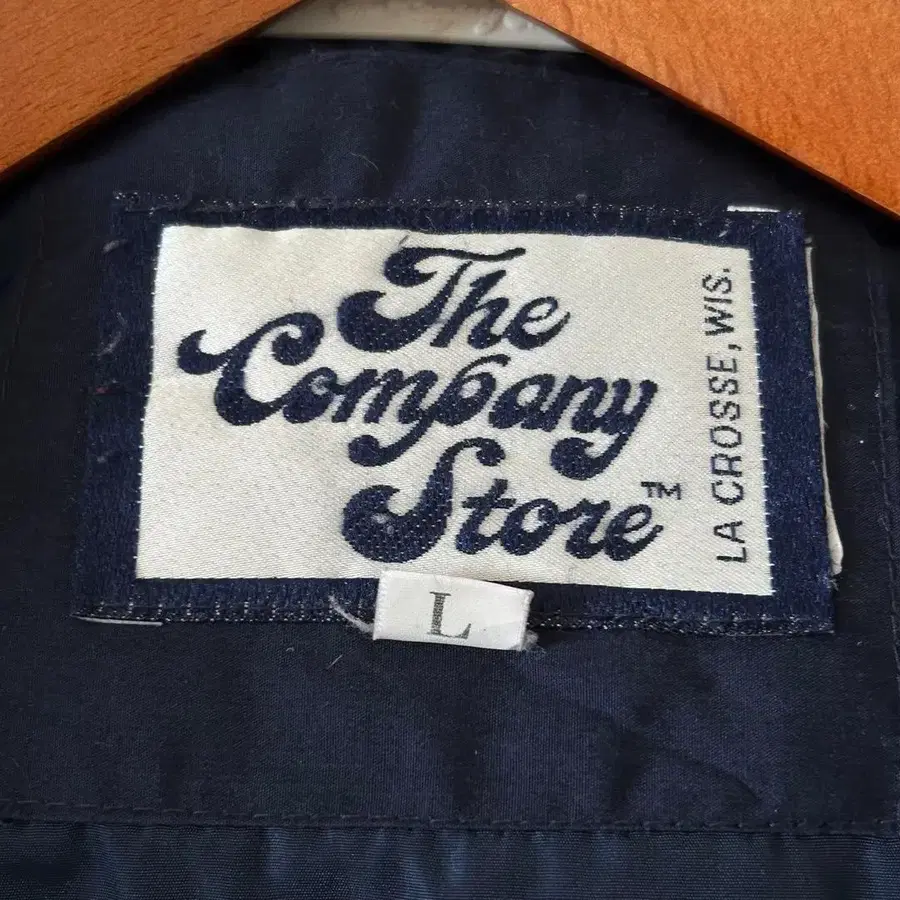 The
Company
Store™
LA CROSSE, WIS.
L